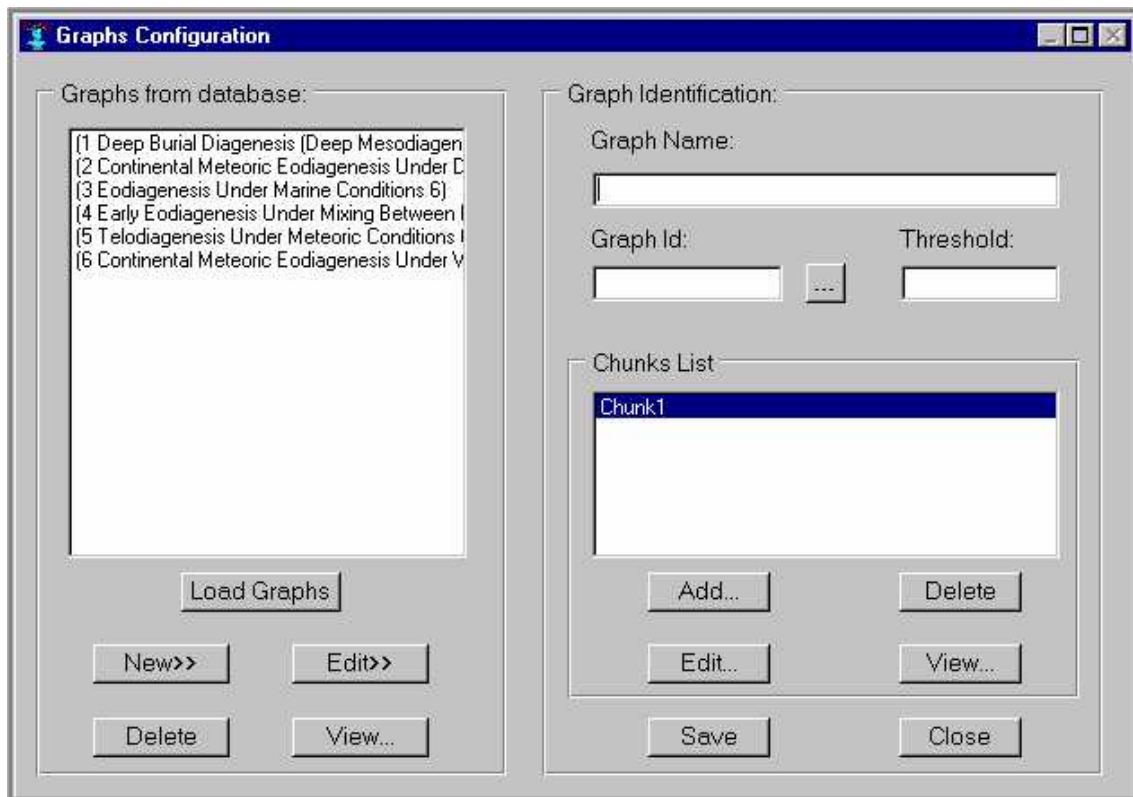 Graphs Configuration
Graphs from database:
(1 Deep Burial Diagenesis (Deep Mesodiagen
(2 Continental Meteoric Eodiagenesis Under D
(3 Eodiagenesis Under Marine Conditions 6)
(4 Early Eodiagenesis Under Mixing Between
(5 Telodiagenesis Under Meteoric Conditions
(6 Continental Meteoric Eodiagenesis Under V
Load Graphs
New>>
Edit>>
Delete
View...
Graph Identification:
Graph Name:
Graph Id:
Threshold:
...
Chunks List
Chunk1
Add...
Delete
Edit...
View...
Save
Close